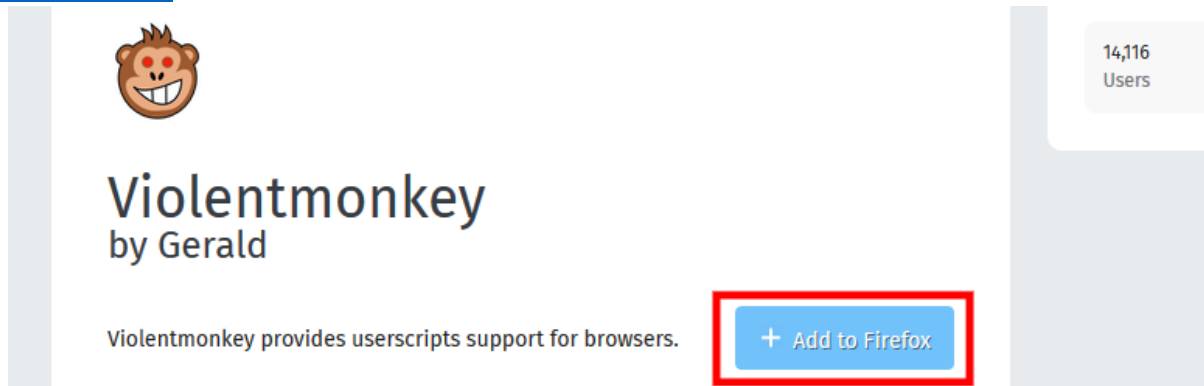 14,116
Users
Violentmonkey
by Gerald
Violentmonkey provides userscripts support for browsers.
+ Add to Firefox